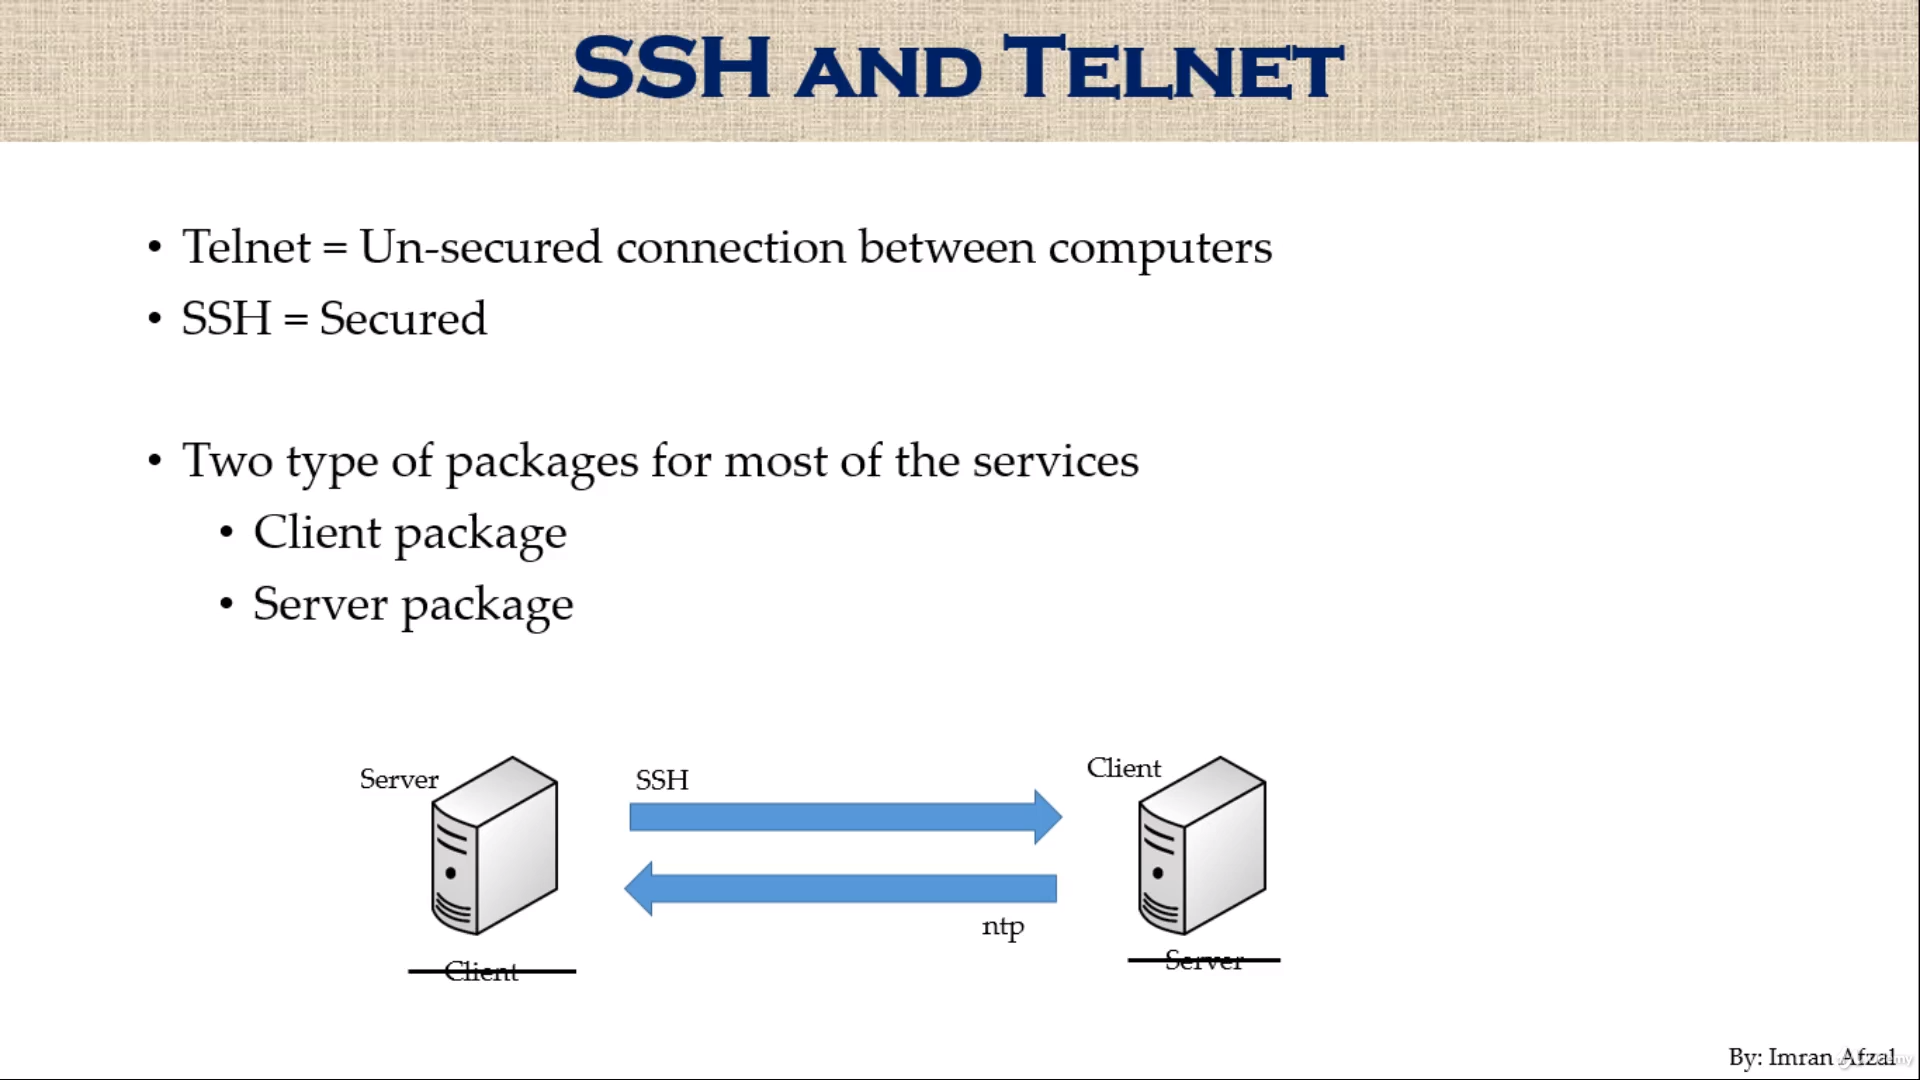 SSH AND TELNET
• Telnet = Un-secured connection between computers
• SSH = Secured
• Two type of packages for most of the services
• Client package
• Server package
Server
SSH
Client
ntp
Client
Server
By: Imran Afzal